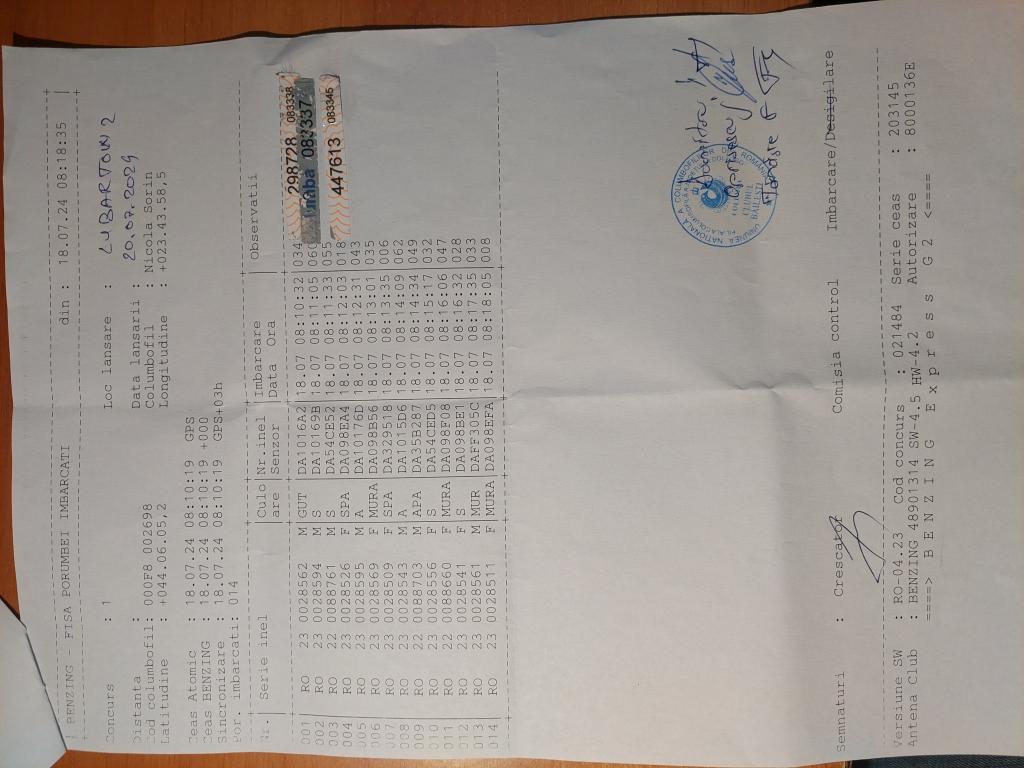 BENZING - FISA PORUMBEI IMBARCATI din : 18.07.24 08:18:35
Concurs : 1 Loc lansare : LUBARTOW 2
Distanta : Data lansarii : 20.07.2024
Cod columbofil: 000F8 002698 Columbofil : Nicola Sorin
Latitudine : +044.06.05,2 Longitudine : +023.43.58,5
Ceas Atomic : 18.07.24 08:10:19 GPS
Ceas BENZING : 18.07.24 08:10:19 +000
Sincronizare : 18.07.24 08:10:19 GPS+03h
Por. imbarcati: 014
Nr.| Serie inel |Culo|Nr.inel |Imbarcare | Observatii
|are |Senzor |Data Ora |
001 | RO 23 0028562 M GUT |DA1016A2|18.07 08:10:32|034 298728 083338
002 | RO 23 0028594 M S |DA10169B|18.07 08:11:05|060 083337
003 | RO 22 0088761 M S |DA54CE52|18.07 08:11:33|055 447613 083345
004 | RO 23 0028526 F SPA |DA098EA4|18.07 08:12:03|018
005 | RO 23 0028595 M A |DA10176D|18.07 08:12:31|043
006 | RO 23 0028569 F MURA|DA098B56|18.07 08:13:01|035
007 | RO 23 0028509 F SPA |DA329518|18.07 08:13:35|006
008 | RO 23 0028543 M A |DA1015D6|18.07 08:14:09|062
009 | RO 22 0088703 M APA |DA35B287|18.07 08:14:34|049
010 | RO 23 0028556 F S |DA54CED5|18.07 08:15:17|032
011 | RO 22 0088660 F MURA|DA098F08|18.07 08:16:06|047
012 | RO 23 0028541 F S |DA098EF1|18.07 08:16:32|028
013 | RO 23 0028561 M MUR |DAFF305C|18.07 08:17:35|033
014 | RO 23 0028511 F MURA|DA098EFA|18.07 08:18:05|008
CLUBUL
Semnaturi : Crescator Comisia control Imbarcare/Desigilare
Versiune SW : RO-04.23 Cod concurs : 021484 Serie ceas : 203145
Antena Club : BENZING 48901314 SW-4.5 HW-4.2 Autorizare : 8000136E
====> B E N Z I N G E x p r e s s G 2 <====